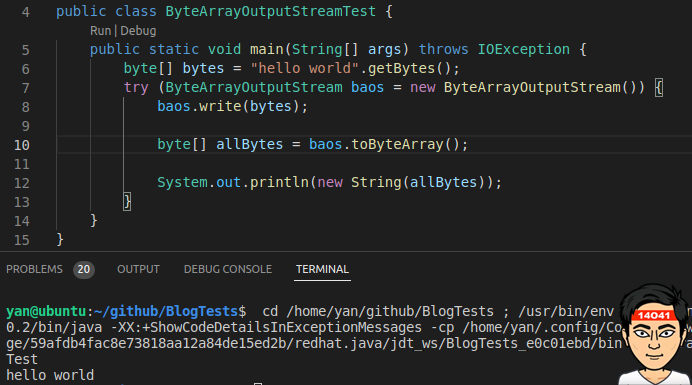 4 public class ByteArrayOutputStreamTest {
Run | Debug
5 public static void main(String[] args) throws IOException {
6 byte[] bytes = "hello world".getBytes();
7 try (ByteArrayOutputStream baos = new ByteArrayOutputStream()) {
8 baos.write(bytes);
9
10 byte[] allBytes = baos.toByteArray();
11
12 System.out.println(new String(allBytes));
13 }
14 }
15 }
PROBLEMS 20 OUTPUT DEBUG CONSOLE TERMINAL
yan@ubuntu:~/github/BlogTests$ cd /home/yan/github/BlogTests ; /usr/bin/env
0.2/bin/java -XX:+ShowCodeDetailsInExceptionMessages -cp /home/yan/.config/Co
ge/59afdb4fac8e73818aa12a84de15ed2b/redhat.java/jdt_ws/BlogTests_e0c01ebd/bin
Test
hello world
14041